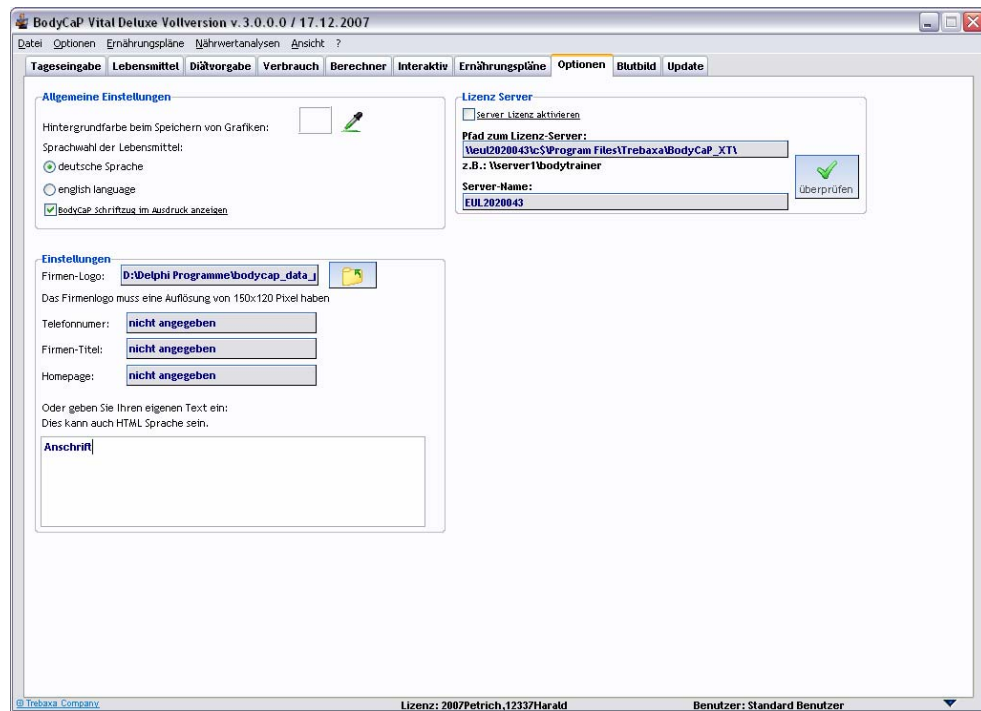 BodyCaP Vital Deluxe Vollversion v.3.0.0.0 / 17.12.2007
Datei Optionen Ernährungspläne Nährwertanalysen Ansicht ?
Tageseingabe Lebensmittel Diätvorgabe Verbrauch Berechner Interaktiv Ernährungspläne Optionen Blutbild Update
Allgemeine Einstellungen
Hintergrundfarbe beim Speichern von Grafiken:
Sprachwahl der Lebensmittel:
deutsche Sprache
english language
BodyCaP Schriftzug im Ausdruck anzeigen
Lizenz Server
Server Lizenz aktivieren
Pfad zum Lizenz-Server:
\\eul2020043\c$\Program Files\Trebaxa\BodyCaP_XT\
z.B.: \\server1\bodytrainer
überprüfen
Server-Name:
EUL2020043
Einstellungen
Firmen-Logo: D:\Delphi Programme\bodycap_data_
Das Firmenlogo muss eine Auflösung von 150x120 Pixel haben
Telefonnumer: nicht angegeben
Firmen-Titel: nicht angegeben
Homepage: nicht angegeben
Oder geben Sie Ihren eigenen Text ein:
Dies kann auch HTML Sprache sein.
Anschrift
@ Trebaxa Company Lizenz: 2007Petrich,12337Harald Benutzer: Standard Benutzer